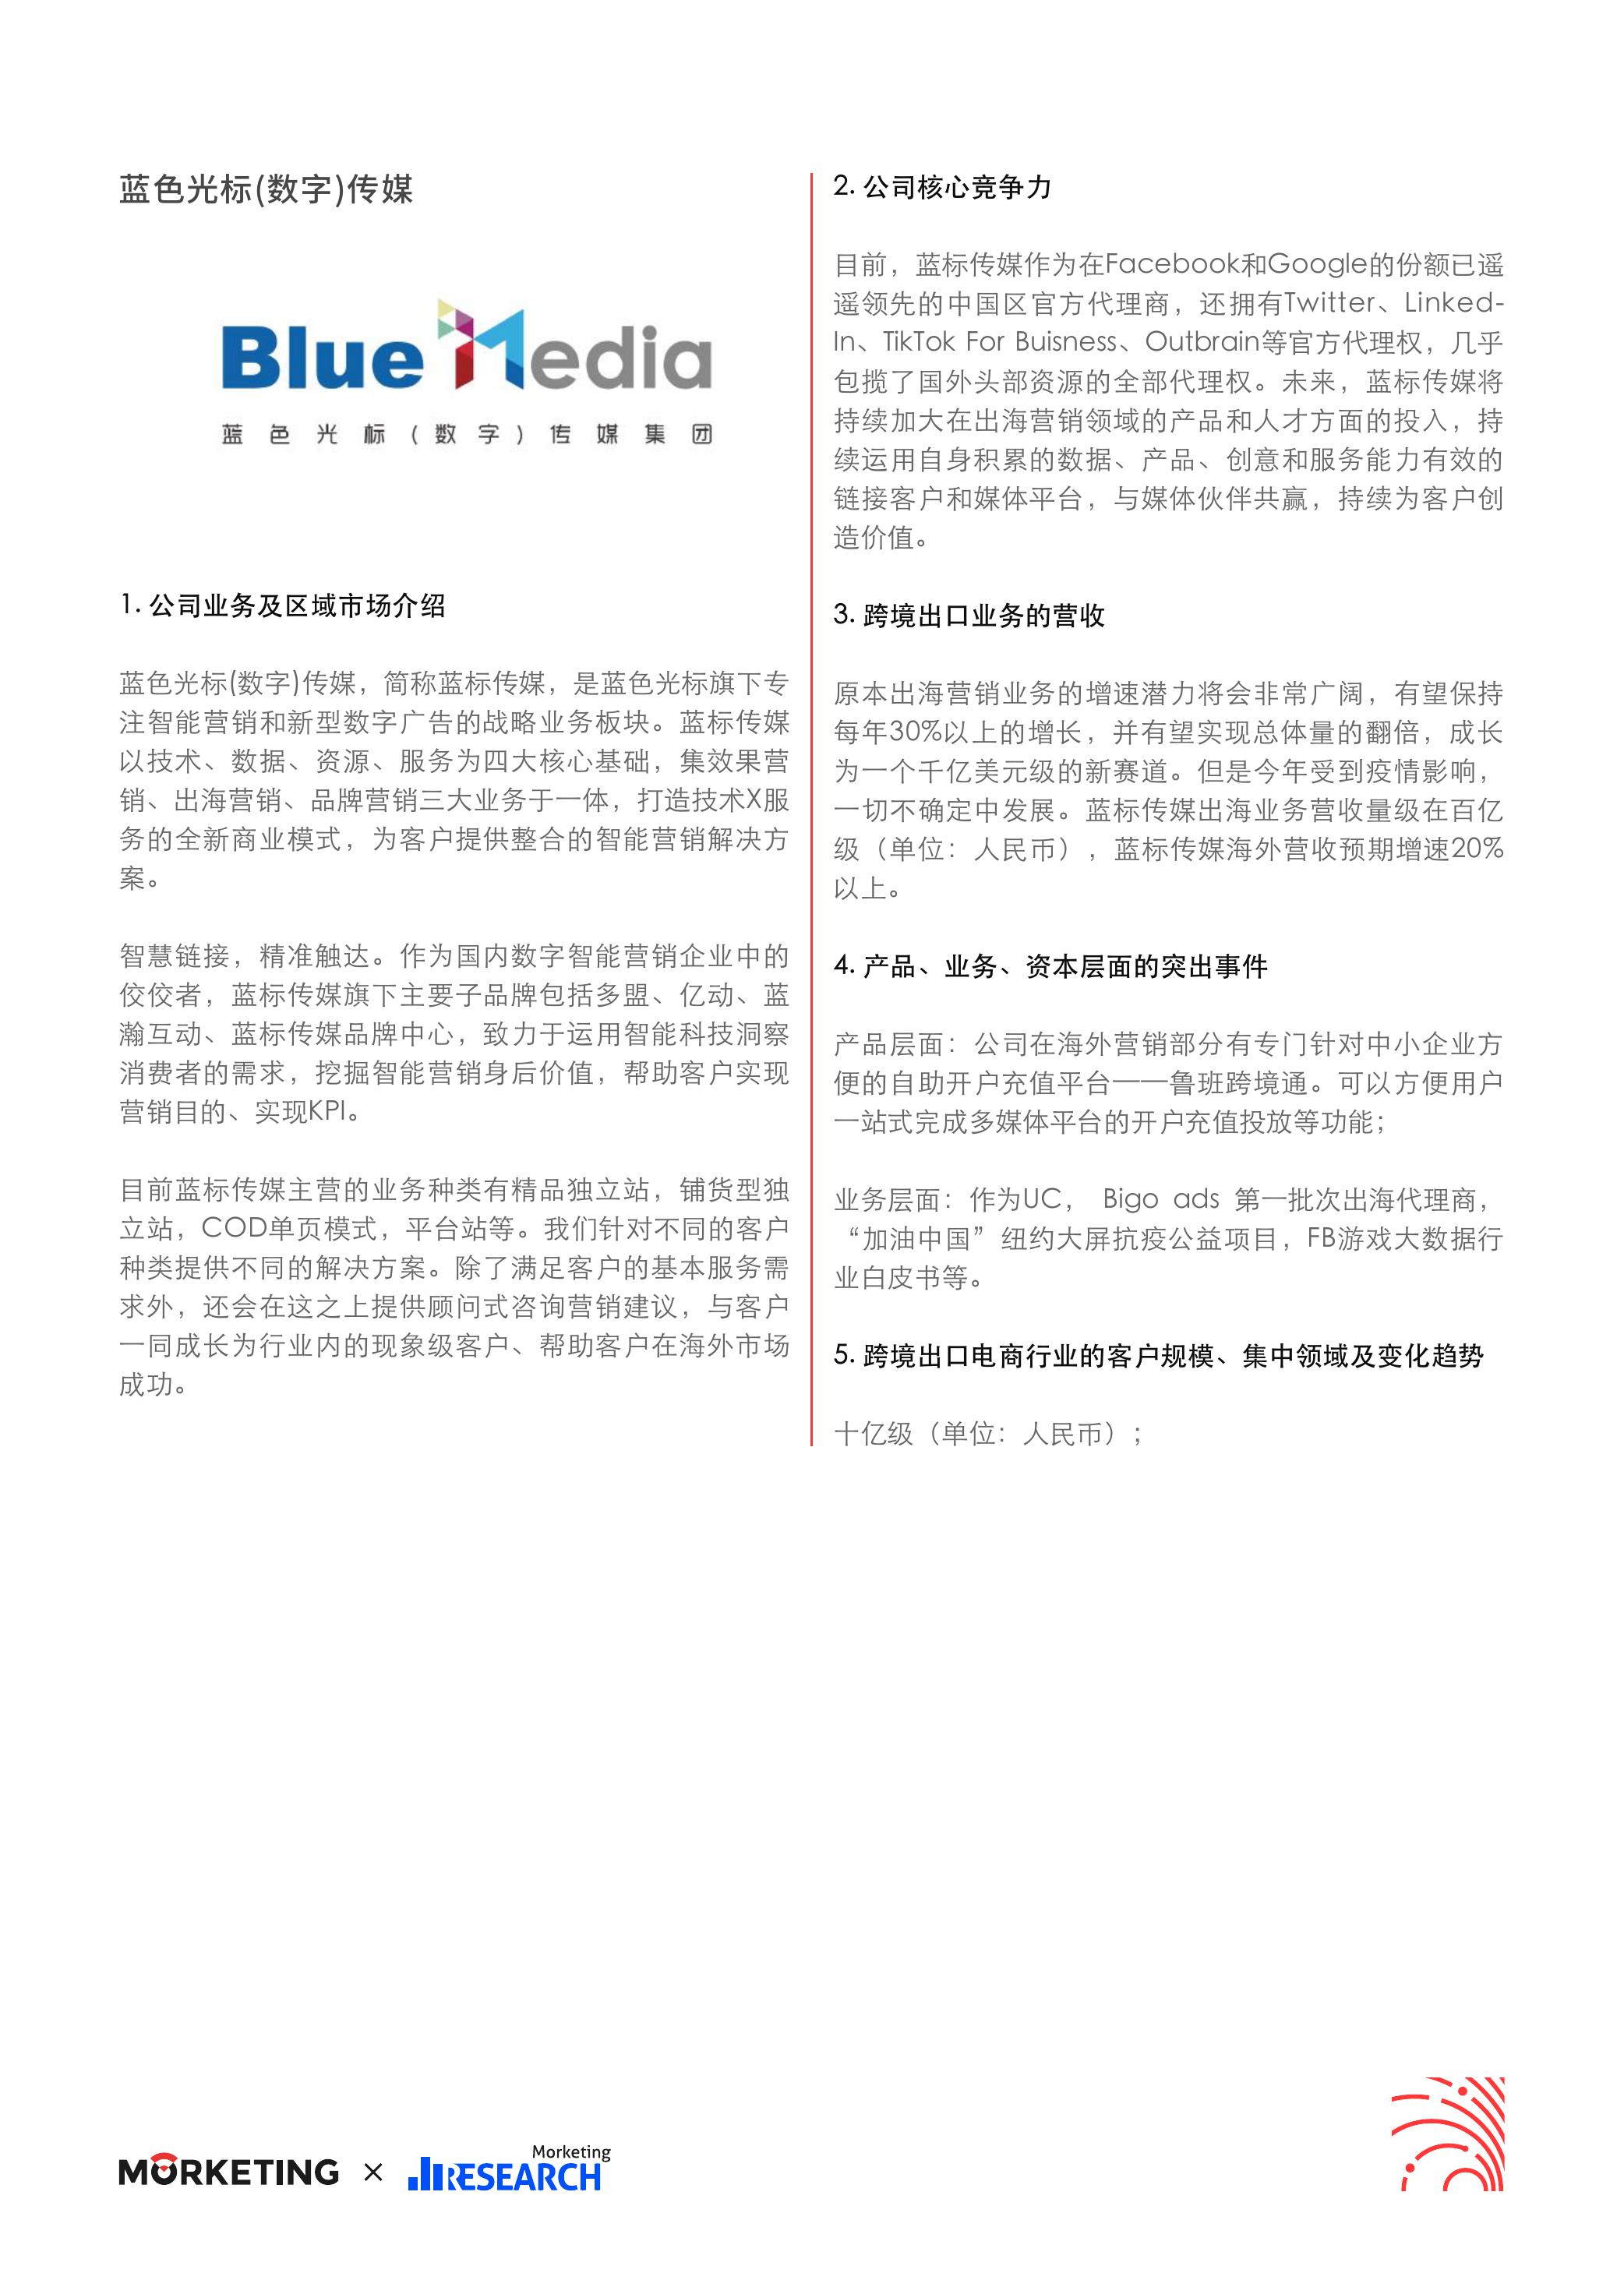 蓝色光标(数字)传媒
Blue Media
蓝色光标(数字)传媒集团
1. 公司业务及区域市场介绍
蓝色光标(数字)传媒，简称蓝标传媒，是蓝色光标旗下专
注智能营销和新型数字广告的战略业务板块。蓝标传媒
以技术、数据、资源、服务为四大核心基础，集效果营
销、出海营销、品牌营销三大业务于一体，打造技术X服
务的全新商业模式，为客户提供整合的智能营销解决方
案。
智慧链接，精准触达。作为国内数字智能营销企业中的
佼佼者，蓝标传媒旗下主要子品牌包括多盟、亿动、蓝
瀚互动、蓝标传媒品牌中心，致力于运用智能科技洞察
消费者的需求，挖掘智能营销身后价值，帮助客户实现
营销目的、实现KPI。
目前蓝标传媒主营的业务种类有精品独立站，铺货型独
立站，COD单页模式，平台站等。我们针对不同的客户
种类提供不同的解决方案。除了满足客户的基本服务需
求外，还会在这之上提供顾问式咨询营销建议，与客户
一同成长为行业内的现象级客户、帮助客户在海外市场
成功。
2. 公司核心竞争力
目前，蓝标传媒作为在Facebook和Google的份额已遥
遥领先的中国区官方代理商，还拥有Twitter、Linked-
In、TikTok For Buisness、Outbrain等官方代理权，几乎
包揽了国外头部资源的全部代理权。未来，蓝标传媒将
持续加大在出海营销领域的产品和人才方面的投入，持
续运用自身积累的数据、产品、创意和服务能力有效的
链接客户和媒体平台，与媒体伙伴共赢，持续为客户创
造价值。
3. 跨境出口业务的营收
原本出海营销业务的增速潜力将会非常广阔，有望保持
每年30%以上的增长，并有望实现总体量的翻倍，成长
为一个千亿美元级的新赛道。但是今年受到疫情影响，
一切不确定中发展。蓝标传媒出海业务营收量级在百亿
级（单位：人民币），蓝标传媒海外营收预期增速20%
以上。
4. 产品、业务、资本层面的突出事件
产品层面：公司在海外营销部分有专门针对中小企业方
便的自助开户充值平台——鲁班跨境通。可以方便用户
一站式完成多媒体平台的开户充值投放等功能；
业务层面：作为UC， Bigo ads 第一批次出海代理商，
“加油中国”纽约大屏抗疫公益项目，FB游戏大数据行
业白皮书等。
5. 跨境出口电商行业的客户规模、集中领域及变化趋势
十亿级（单位：人民币）；
MORKETING × Morketing RESEARCH